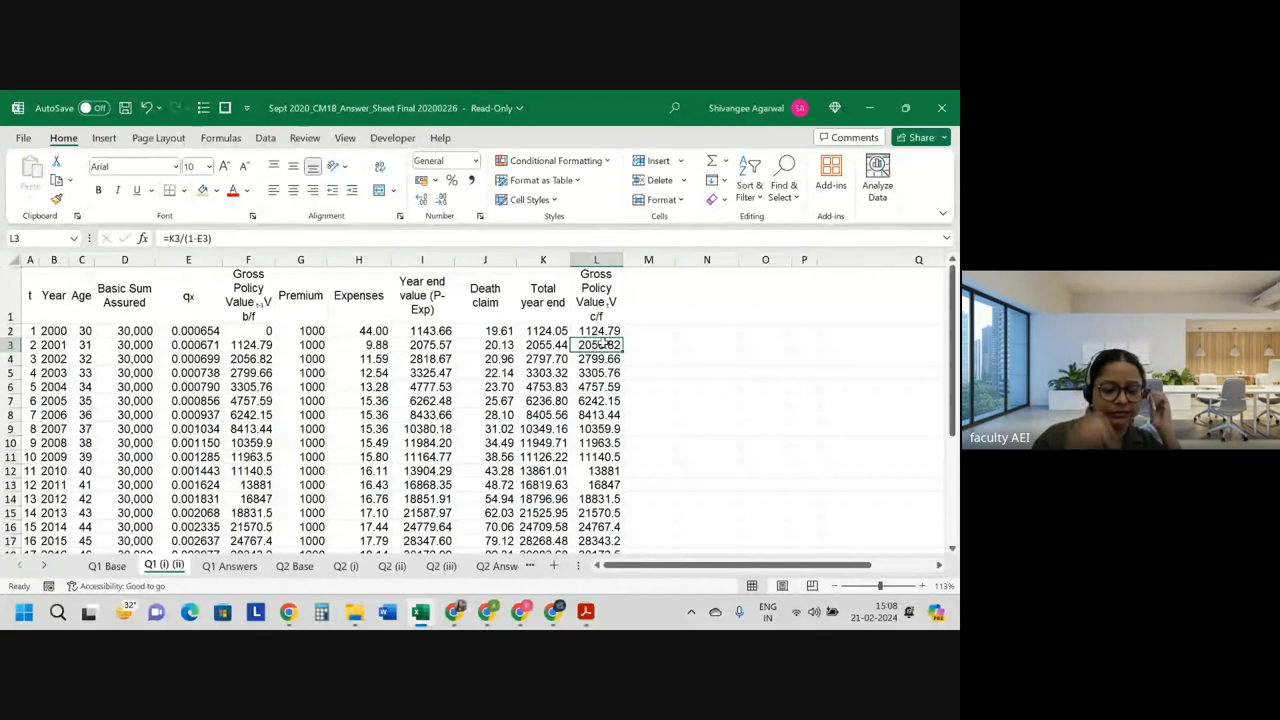 AutoSave Off Sept 2020_CM1B_Answer_Sheet Final 20200226 - Read-Only Shivangee Agarwal SA
File Home Insert Page Layout Formulas Data Review View Developer Help Comments Share
Arial 10 General Conditional Formatting Insert
Paste B I U Format as Table Delete Sort & Filter Find & Select Add-ins Analyze Data
Cell Styles Format
Clipboard Font Alignment Number Styles Cells Editing Add-ins
L3 fx =K3/(1-E3)
A B C D E F G H I J K L M N O P Q
1 t Year Age Basic Sum Assured qx Gross Policy Value t-1V b/f Premium Expenses Year end value (P-Exp) Death claim Total year end Gross Policy Value tV c/f
2 1 2000 30 30,000 0.000654 0 1000 44.00 1143.66 19.61 1124.05 1124.79
3 2 2001 31 30,000 0.000671 1124.79 1000 9.88 2075.57 20.13 2055.44
4 3 2002 32 30,000 0.000699 2056.82 1000 11.59 2818.67 20.96 2797.70 2799.66
5 4 2003 33 30,000 0.000738 2799.66 1000 12.54 3325.47 22.14 3303.32 3305.76
6 5 2004 34 30,000 0.000790 3305.76 1000 13.28 4777.53 23.70 4753.83 4757.59
7 6 2005 35 30,000 0.000856 4757.59 1000 15.36 6262.48 25.67 6236.80 6242.15
8 7 2006 36 30,000 0.000937 6242.15 1000 15.36 8433.66 28.10 8405.56 8413.44
9 8 2007 37 30,000 0.001034 8413.44 1000 15.36 10380.18 31.02 10349.16 10359.9
10 9 2008 38 30,000 0.001150 10359.9 1000 15.49 11984.20 34.49 11949.71 11963.5
11 10 2009 39 30,000 0.001285 11963.5 1000 15.80 11164.77 38.56 11126.22 11140.5
12 11 2010 40 30,000 0.001443 11140.5 1000 16.11 13904.29 43.28 13861.01 13881
13 12 2011 41 30,000 0.001624 13881 1000 16.43 16868.35 48.72 16819.63 16847
14 13 2012 42 30,000 0.001831 16847 1000 16.76 18851.91 54.94 18796.96 18831.5
15 14 2013 43 30,000 0.002068 18831.5 1000 17.10 21587.97 62.03 21525.95 21570.5
16 15 2014 44 30,000 0.002335 21570.5 1000 17.44 24779.64 70.06 24709.58 24767.4
17 16 2015 45 30,000 0.002637 24767.4 1000 17.79 28347.60 79.12 28268.48 28343.2
Q1 Base Q1 (i) (ii) Q1 Answers Q2 Base Q2 (i) Q2 (ii) Q2 (iii) Q2 Answ
Ready Accessibility: Good to go 113%
32° ENG IN 15:08 21-02-2024
faculty AEI